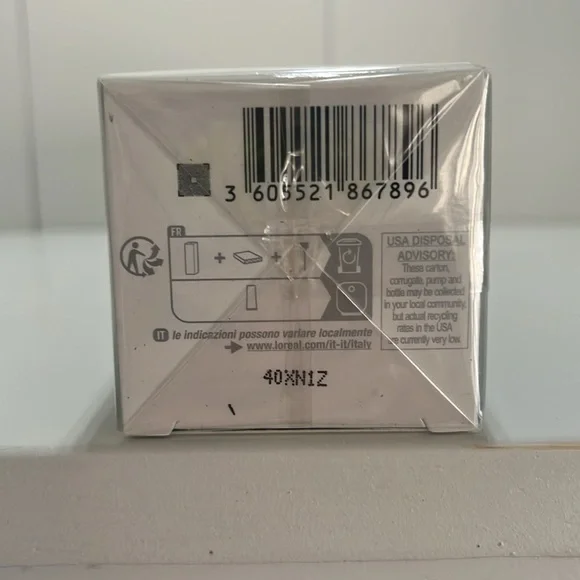 3 605521 867896
FR
+ +
USA DISPOSAL
ADVISORY:
These carton,
corrugate, pump and
bottle may be collected
in your local community,
but actual recycling
rates in the USA
are currently very low.
IT le indicazioni possono variare localmente
www.loreal.com/it-it/italy
40XN1Z